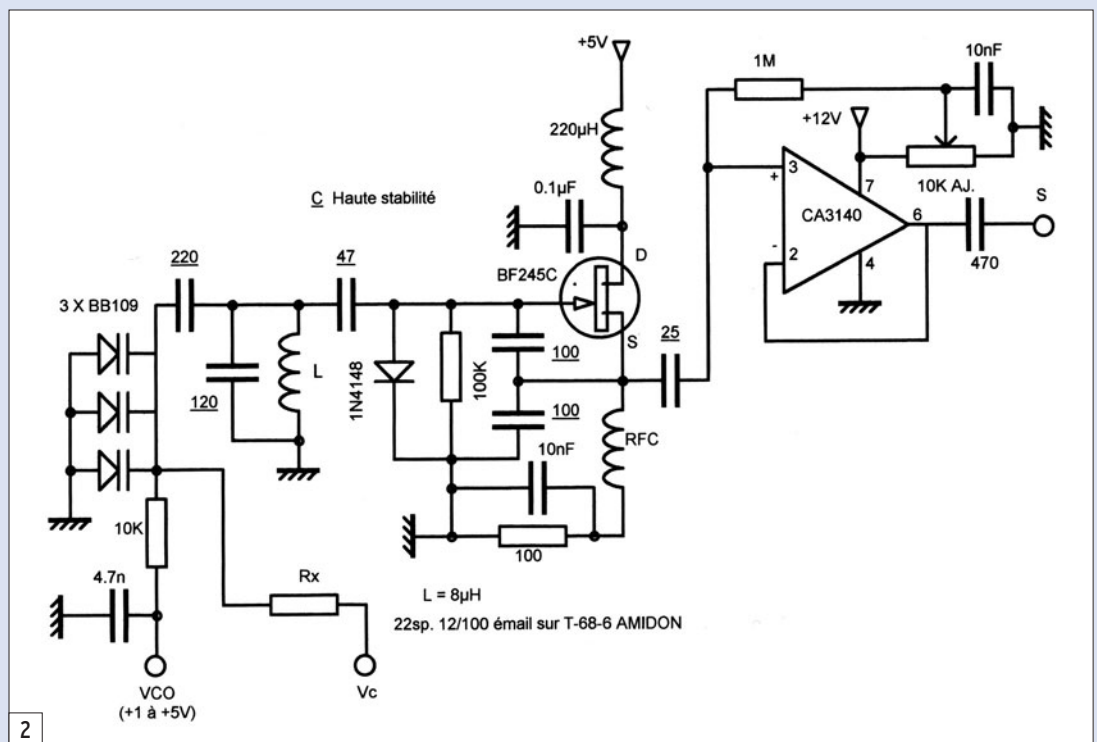 +5V
1M
10nF
220µH
+12V
0.1µF
C Haute stabilité
3
+
7
10K AJ.
S
D
CA3140
6
220
47
BF245C
-
2
4
470
3 X BB109
S
25
L
1N4148
100K
100
120
100
RFC
10nF
10K
100
4.7n
Rx
L = 8µH
22sp. 12/100 émail sur T-68-6 AMIDON
VCO
(+1 à +5V)
Vc
2